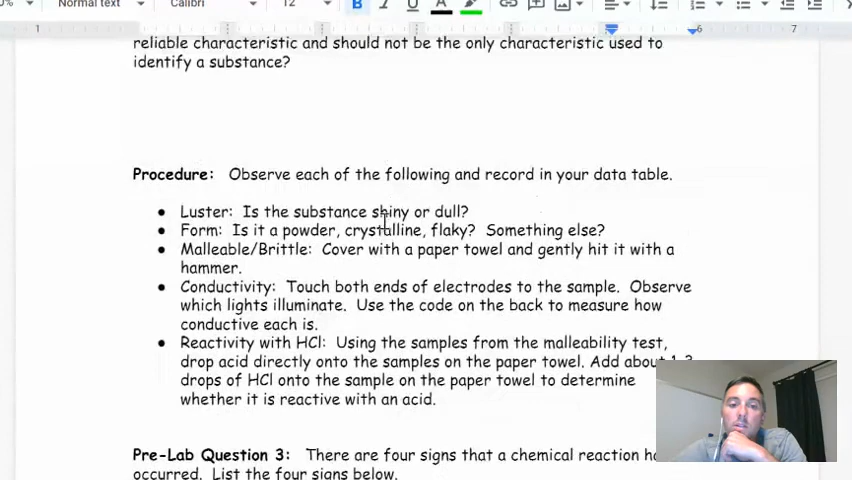 Normal text
Calibri
12
B I U A
1
6
7
reliable characteristic and should not be the only characteristic used to
identify a substance?
Procedure: Observe each of the following and record in your data table.
• Luster: Is the substance shiny or dull?
• Form: Is it a powder, crystalline, flaky? Something else?
• Malleable/Brittle: Cover with a paper towel and gently hit it with a
hammer.
• Conductivity: Touch both ends of electrodes to the sample. Observe
which lights illuminate. Use the code on the back to measure how
conductive each is.
• Reactivity with HCl: Using the samples from the malleability test,
drop acid directly onto the samples on the paper towel. Add about 1-3
drops of HCl onto the sample on the paper towel to determine
whether it is reactive with an acid.
Pre-Lab Question 3: There are four signs that a chemical reaction
occurred. List the four signs below.